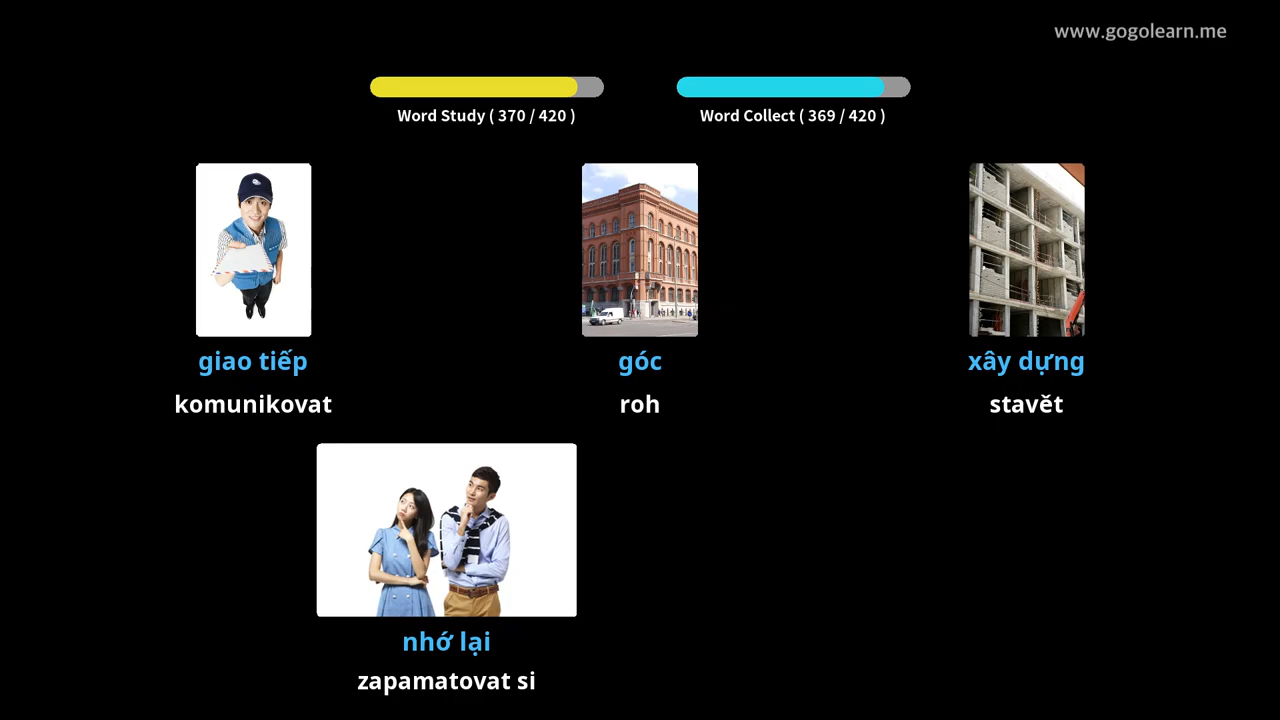 www.gogolearn.me
Word Study ( 370 / 420 )
Word Collect ( 369 / 420 )
giao tiếp
góc
xây dựng
komunikovat
roh
stavět
nhớ lại
zapamatovat si